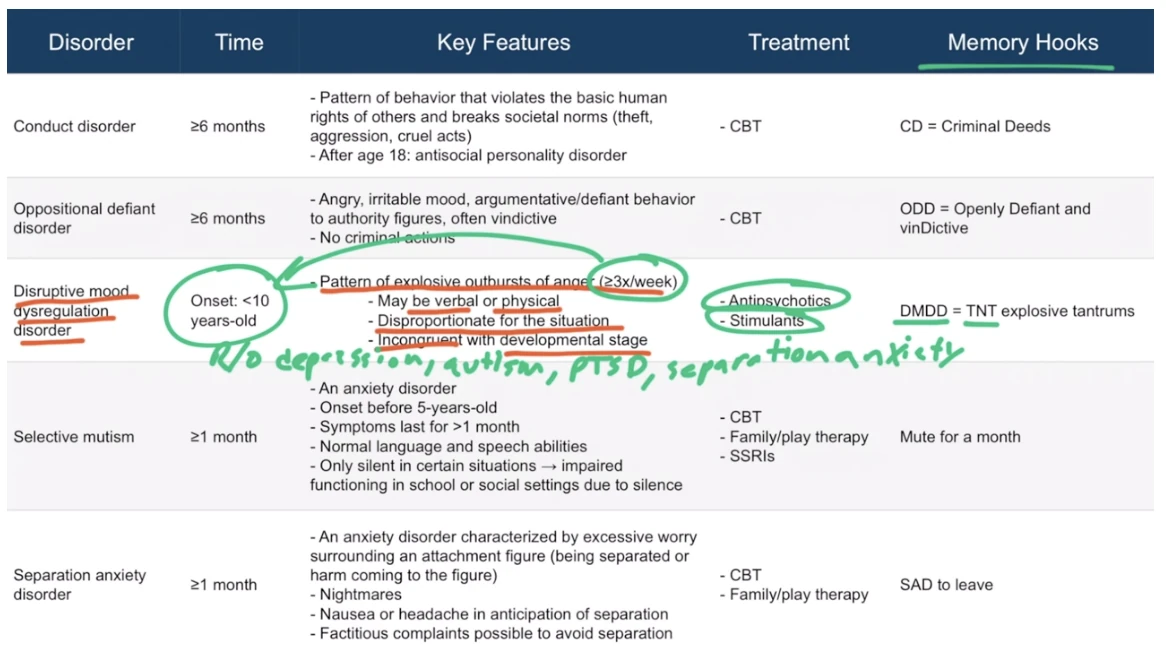 Disorder Time Key Features Treatment Memory Hooks
Conduct disorder
≥6 months
- Pattern of behavior that violates the basic human
rights of others and breaks societal norms (theft,
aggression, cruel acts)
- After age 18: antisocial personality disorder
- CBT
CD = Criminal Deeds
Oppositional defiant
disorder
≥6 months
- Angry, irritable mood, argumentative/defiant behavior
to authority figures, often vindictive
- No criminal actions
- CBT
ODD = Openly Defiant and
vinDictive
Disruptive mood
dysregulation
disorder
Onset: <10
years-old
- Pattern of explosive outbursts of anger (≥3x/week)
- May be verbal or physical
- Disproportionate for the situation
- Incongruent with developmental stage
- Antipsychotics
- Stimulants
DMDD = TNT explosive tantrums
R/o depression, autism, PTSD, separation anxiety
Selective mutism
≥1 month
- An anxiety disorder
- Onset before 5-years-old
- Symptoms last for >1 month
- Normal language and speech abilities
- Only silent in certain situations → impaired
functioning in school or social settings due to silence
- CBT
- Family/play therapy
- SSRIs
Mute for a month
Separation anxiety
disorder
≥1 month
- An anxiety disorder characterized by excessive worry
surrounding an attachment figure (being separated or
harm coming to the figure)
- Nightmares
- Nausea or headache in anticipation of separation
- Factitious complaints possible to avoid separation
- CBT
- Family/play therapy
SAD to leave